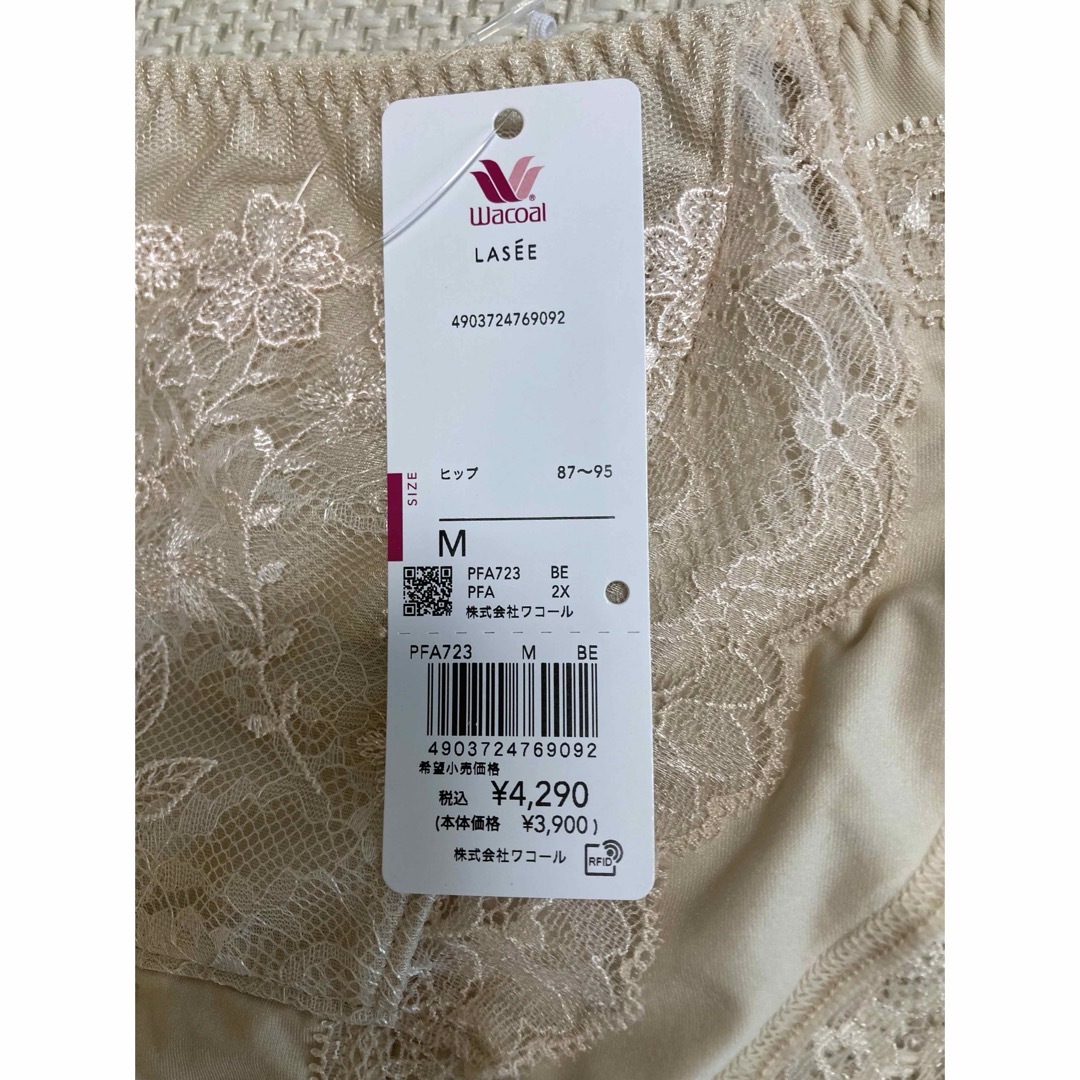 Wacoal
LASÉE
4903724769092
SIZE
ヒップ 87〜95
M
PFA723 BE
PFA 2X
株式会社ワコール
PFA723 M BE
4903724769092
希望小売価格
税込 ¥4,290
(本体価格 ¥3,900)
株式会社ワコール
RFID